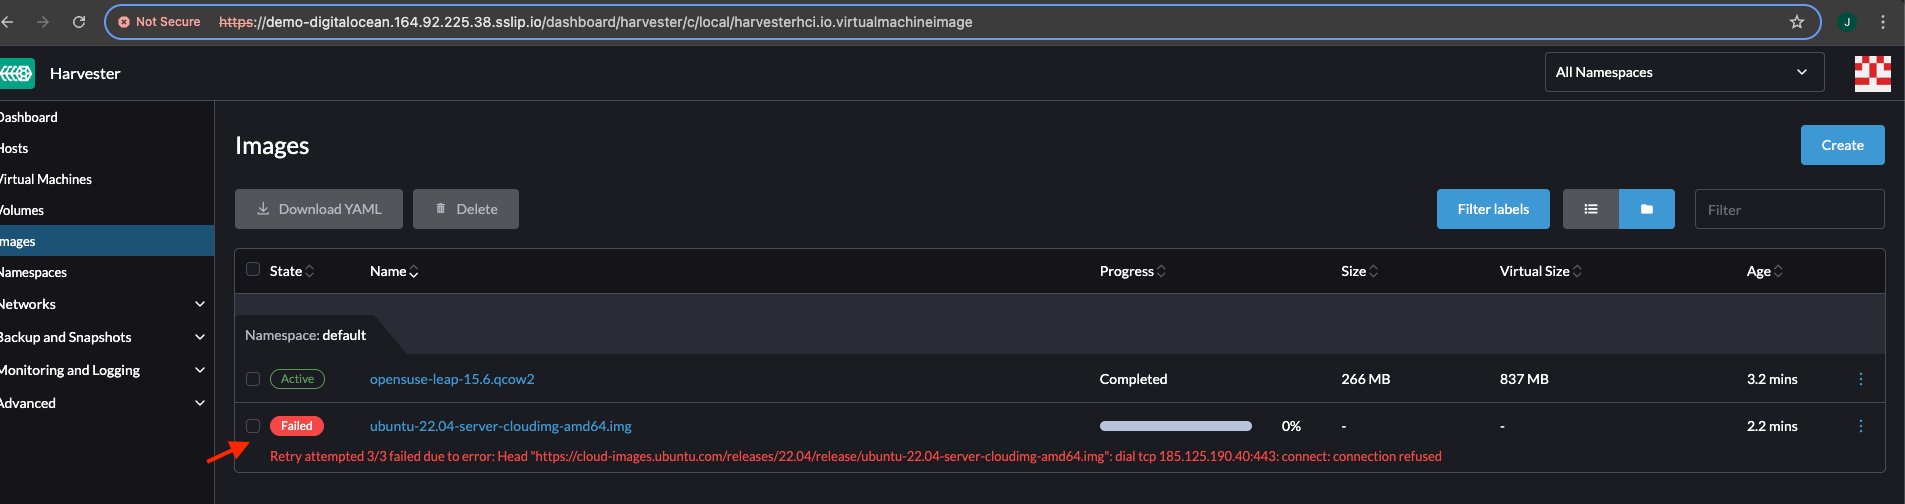 Not Secure https://demo-digitalocean.164.92.225.38.sslip.io/dashboard/harvester/c/local/harvesterhci.io.virtualmachineimage J
Harvester All Namespaces
Dashboard
Hosts
Virtual Machines
Volumes
Images
Namespaces
Networks
Backup and Snapshots
Monitoring and Logging
Advanced
Images Create
Download YAML Delete Filter labels Filter
State Name Progress Size Virtual Size Age
Namespace: default
Active opensuse-leap-15.6.qcow2 Completed 266 MB 837 MB 3.2 mins
Failed ubuntu-22.04-server-cloudimg-amd64.img 0% - - 2.2 mins
Retry attempted 3/3 failed due to error: Head "https://cloud-images.ubuntu.com/releases/22.04/release/ubuntu-22.04-server-cloudimg-amd64.img": dial tcp 185.125.190.40:443: connect: connection refused